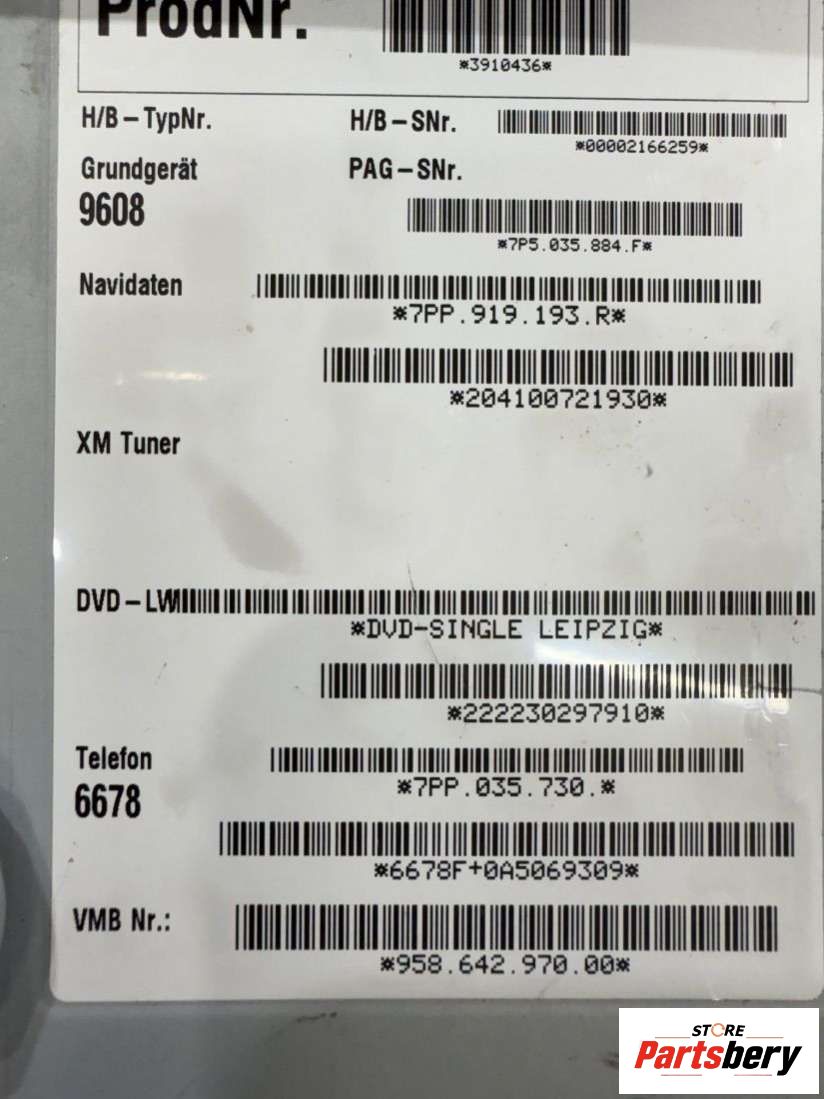 ProdNr.
*3910436*
H/B-TypNr. H/B-SNr.
*00002166259*
Grundgerät PAG-SNr.
9608
*7P5.035.884.F*
Navidaten
*7PP.919.193.R*
*204100721930*
XM Tuner
DVD-LW
*DVD-SINGLE LEIPZIG*
*222230297910*
Telefon
*7PP.035.730.*
6678
*6678F+0A5069309*
VMB Nr.:
*958.642.970.00*
STORE
Partsbery